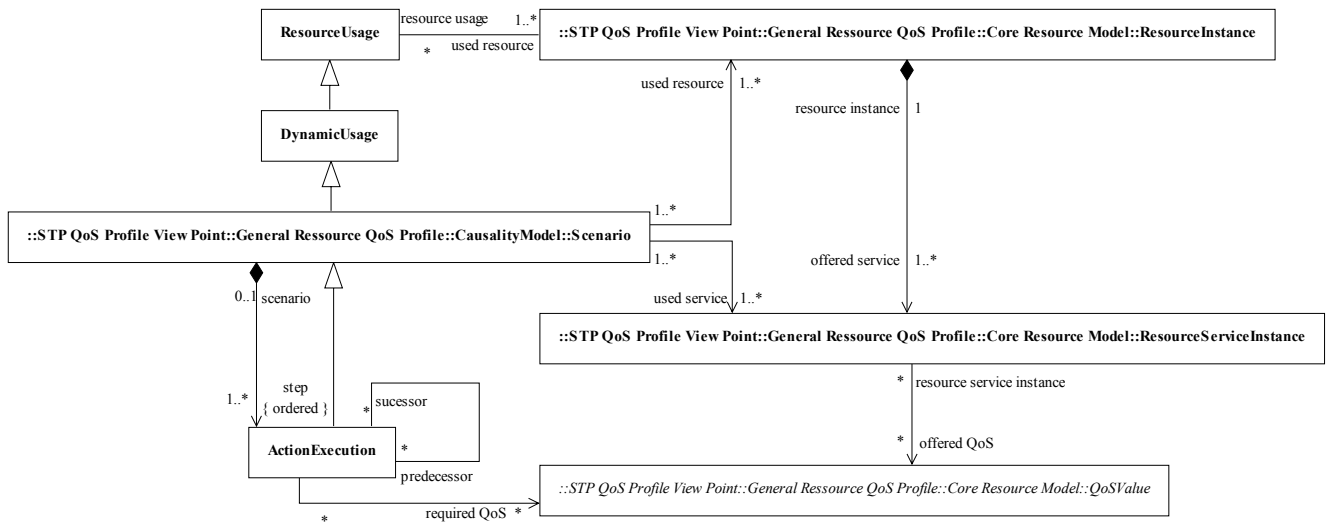 resource usage 1..*
ResourceUsage
::STP QoS Profile View Point::General Ressource QoS Profile::Core Resource Model::ResourceInstance
* used resource
used resource 1..*
resource instance 1
DynamicUsage
1..*
::STP QoS Profile View Point::General Ressource QoS Profile::CausalityModel::Scenario
1..*
offered service 1..*
0..1 scenario
used service 1..*
::STP QoS Profile View Point::General Ressource QoS Profile::Core Resource Model::ResourceServiceInstance
* resource service instance
step
1..* { ordered }
* sucessor
* offered QoS
ActionExecution
*
predecessor
::STP QoS Profile View Point::General Ressource QoS Profile::Core Resource Model::QoSValue
* required QoS *